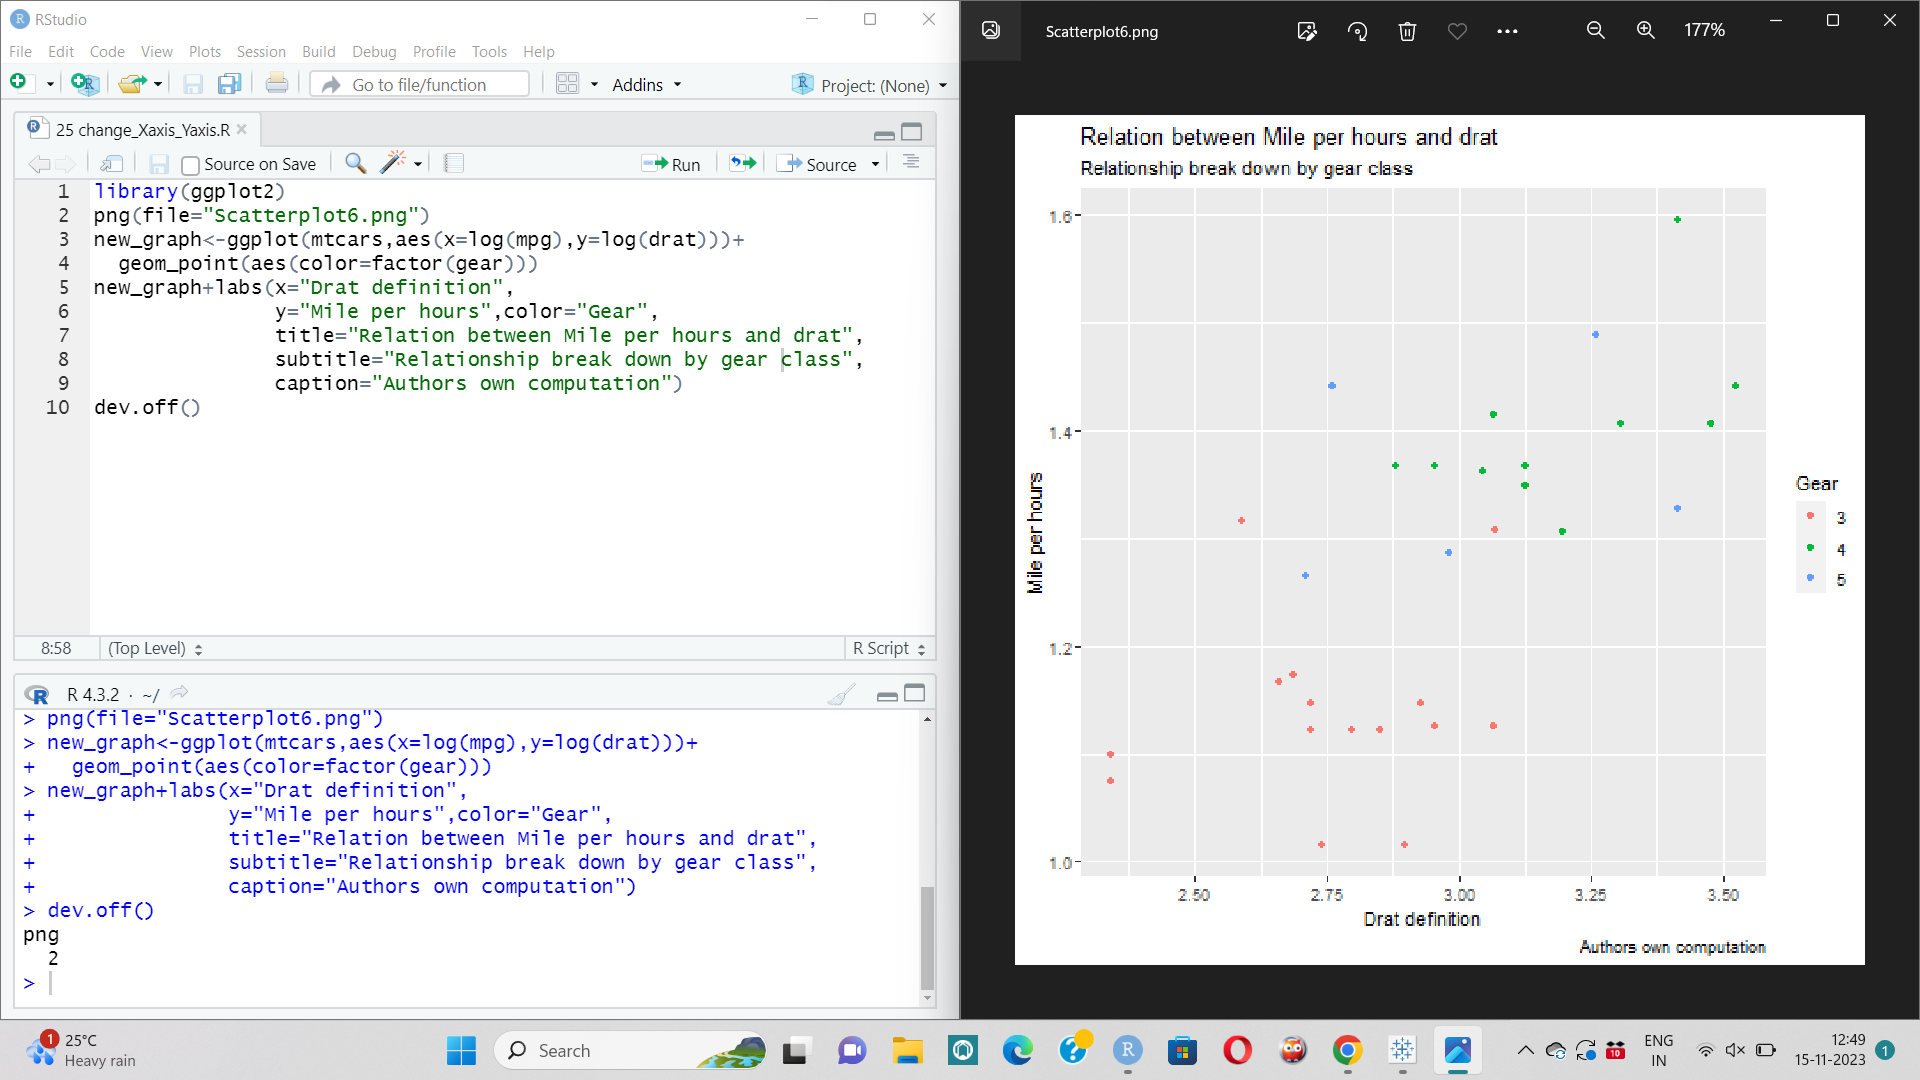 RStudio
File Edit Code View Plots Session Build Debug Profile Tools Help
Go to file/function
Addins
Project: (None)
25 change_Xaxis_Yaxis.R
Source on Save
Run
Source
1 library(ggplot2)
2 png(file="Scatterplot6.png")
3 new_graph<-ggplot(mtcars,aes(x=log(mpg),y=log(drat)))+
4   geom_point(aes(color=factor(gear)))
5 new_graph+labs(x="Drat definition",
6                y="Mile per hours",color="Gear",
7                title="Relation between Mile per hours and drat",
8                subtitle="Relationship break down by gear class",
9                caption="Authors own computation")
10 dev.off()
8:58
(Top Level)
R Script
R 4.3.2 · ~/
> png(file="Scatterplot6.png")
> new_graph<-ggplot(mtcars,aes(x=log(mpg),y=log(drat)))+
+   geom_point(aes(color=factor(gear)))
> new_graph+labs(x="Drat definition",
+                y="Mile per hours",color="Gear",
+                title="Relation between Mile per hours and drat",
+                subtitle="Relationship break down by gear class",
+                caption="Authors own computation")
> dev.off()
png
  2
>
Scatterplot6.png
177%
Relation between Mile per hours and drat
Relationship break down by gear class
1.6
1.4
1.2
1.0
Mile per hours
2.50 2.75 3.00 3.25 3.50
Drat definition
Authors own computation
Gear
3
4
5
1
25°C
Heavy rain
Search
R
10
ENG
IN
12:49
15-11-2023
1